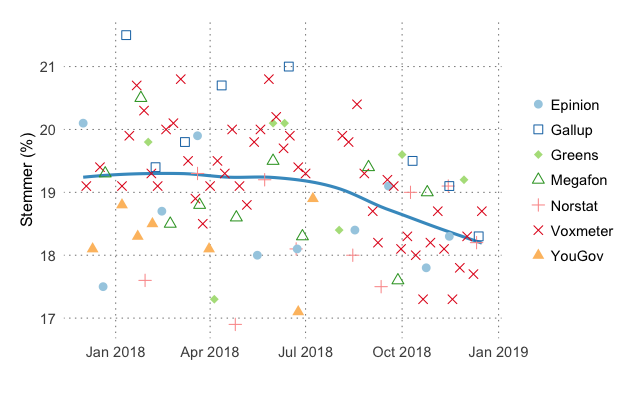 Stemmer (%)
21
20
19
18
17
Jan 2018 Apr 2018 Jul 2018 Oct 2018 Jan 2019
Epinion
Gallup
Greens
Megafon
Norstat
Voxmeter
YouGov